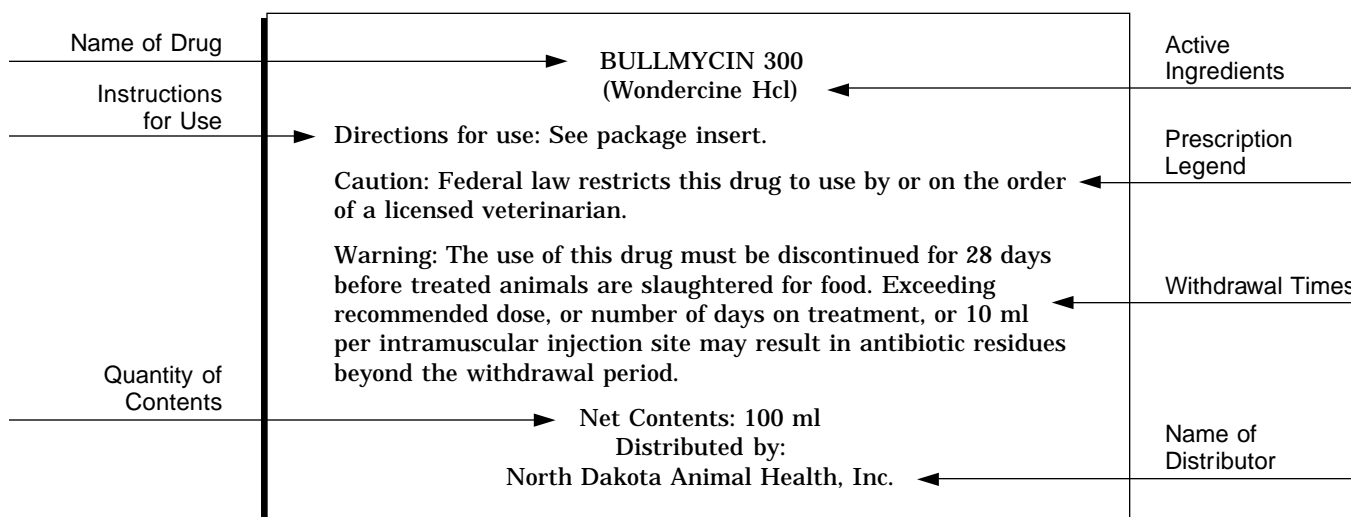 Name of Drug
BULLMYCIN 300
(Wondercine Hcl)
Active
Ingredients
Instructions
for Use
Directions for use: See package insert.
Prescription
Legend
Caution: Federal law restricts this drug to use by or on the order
of a licensed veterinarian.
Warning: The use of this drug must be discontinued for 28 days
before treated animals are slaughtered for food. Exceeding
recommended dose, or number of days on treatment, or 10 ml
per intramuscular injection site may result in antibiotic residues
beyond the withdrawal period.
Withdrawal Times
Quantity of
Contents
Net Contents: 100 ml
Distributed by:
North Dakota Animal Health, Inc.
Name of
Distributor